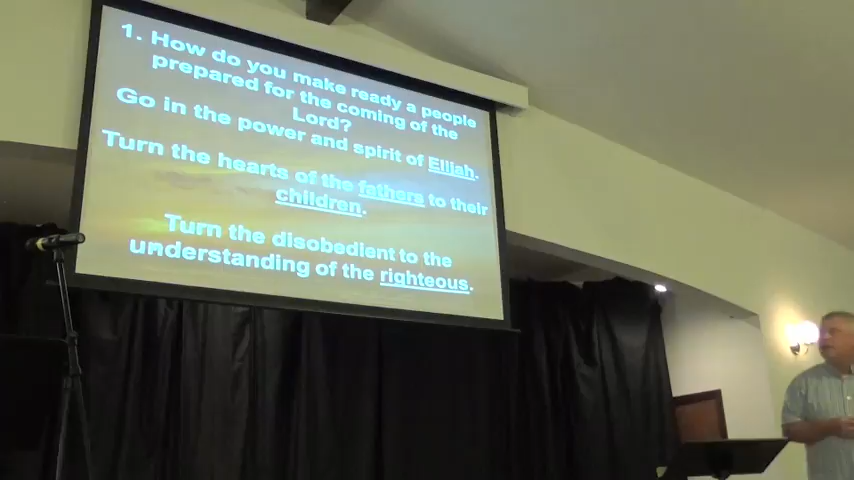 1. How do you make ready a people
prepared for the coming of the
Lord?
Go in the power and spirit of Elijah.
Turn the hearts of the fathers to their
children.
Turn the disobedient to the
understanding of the righteous.